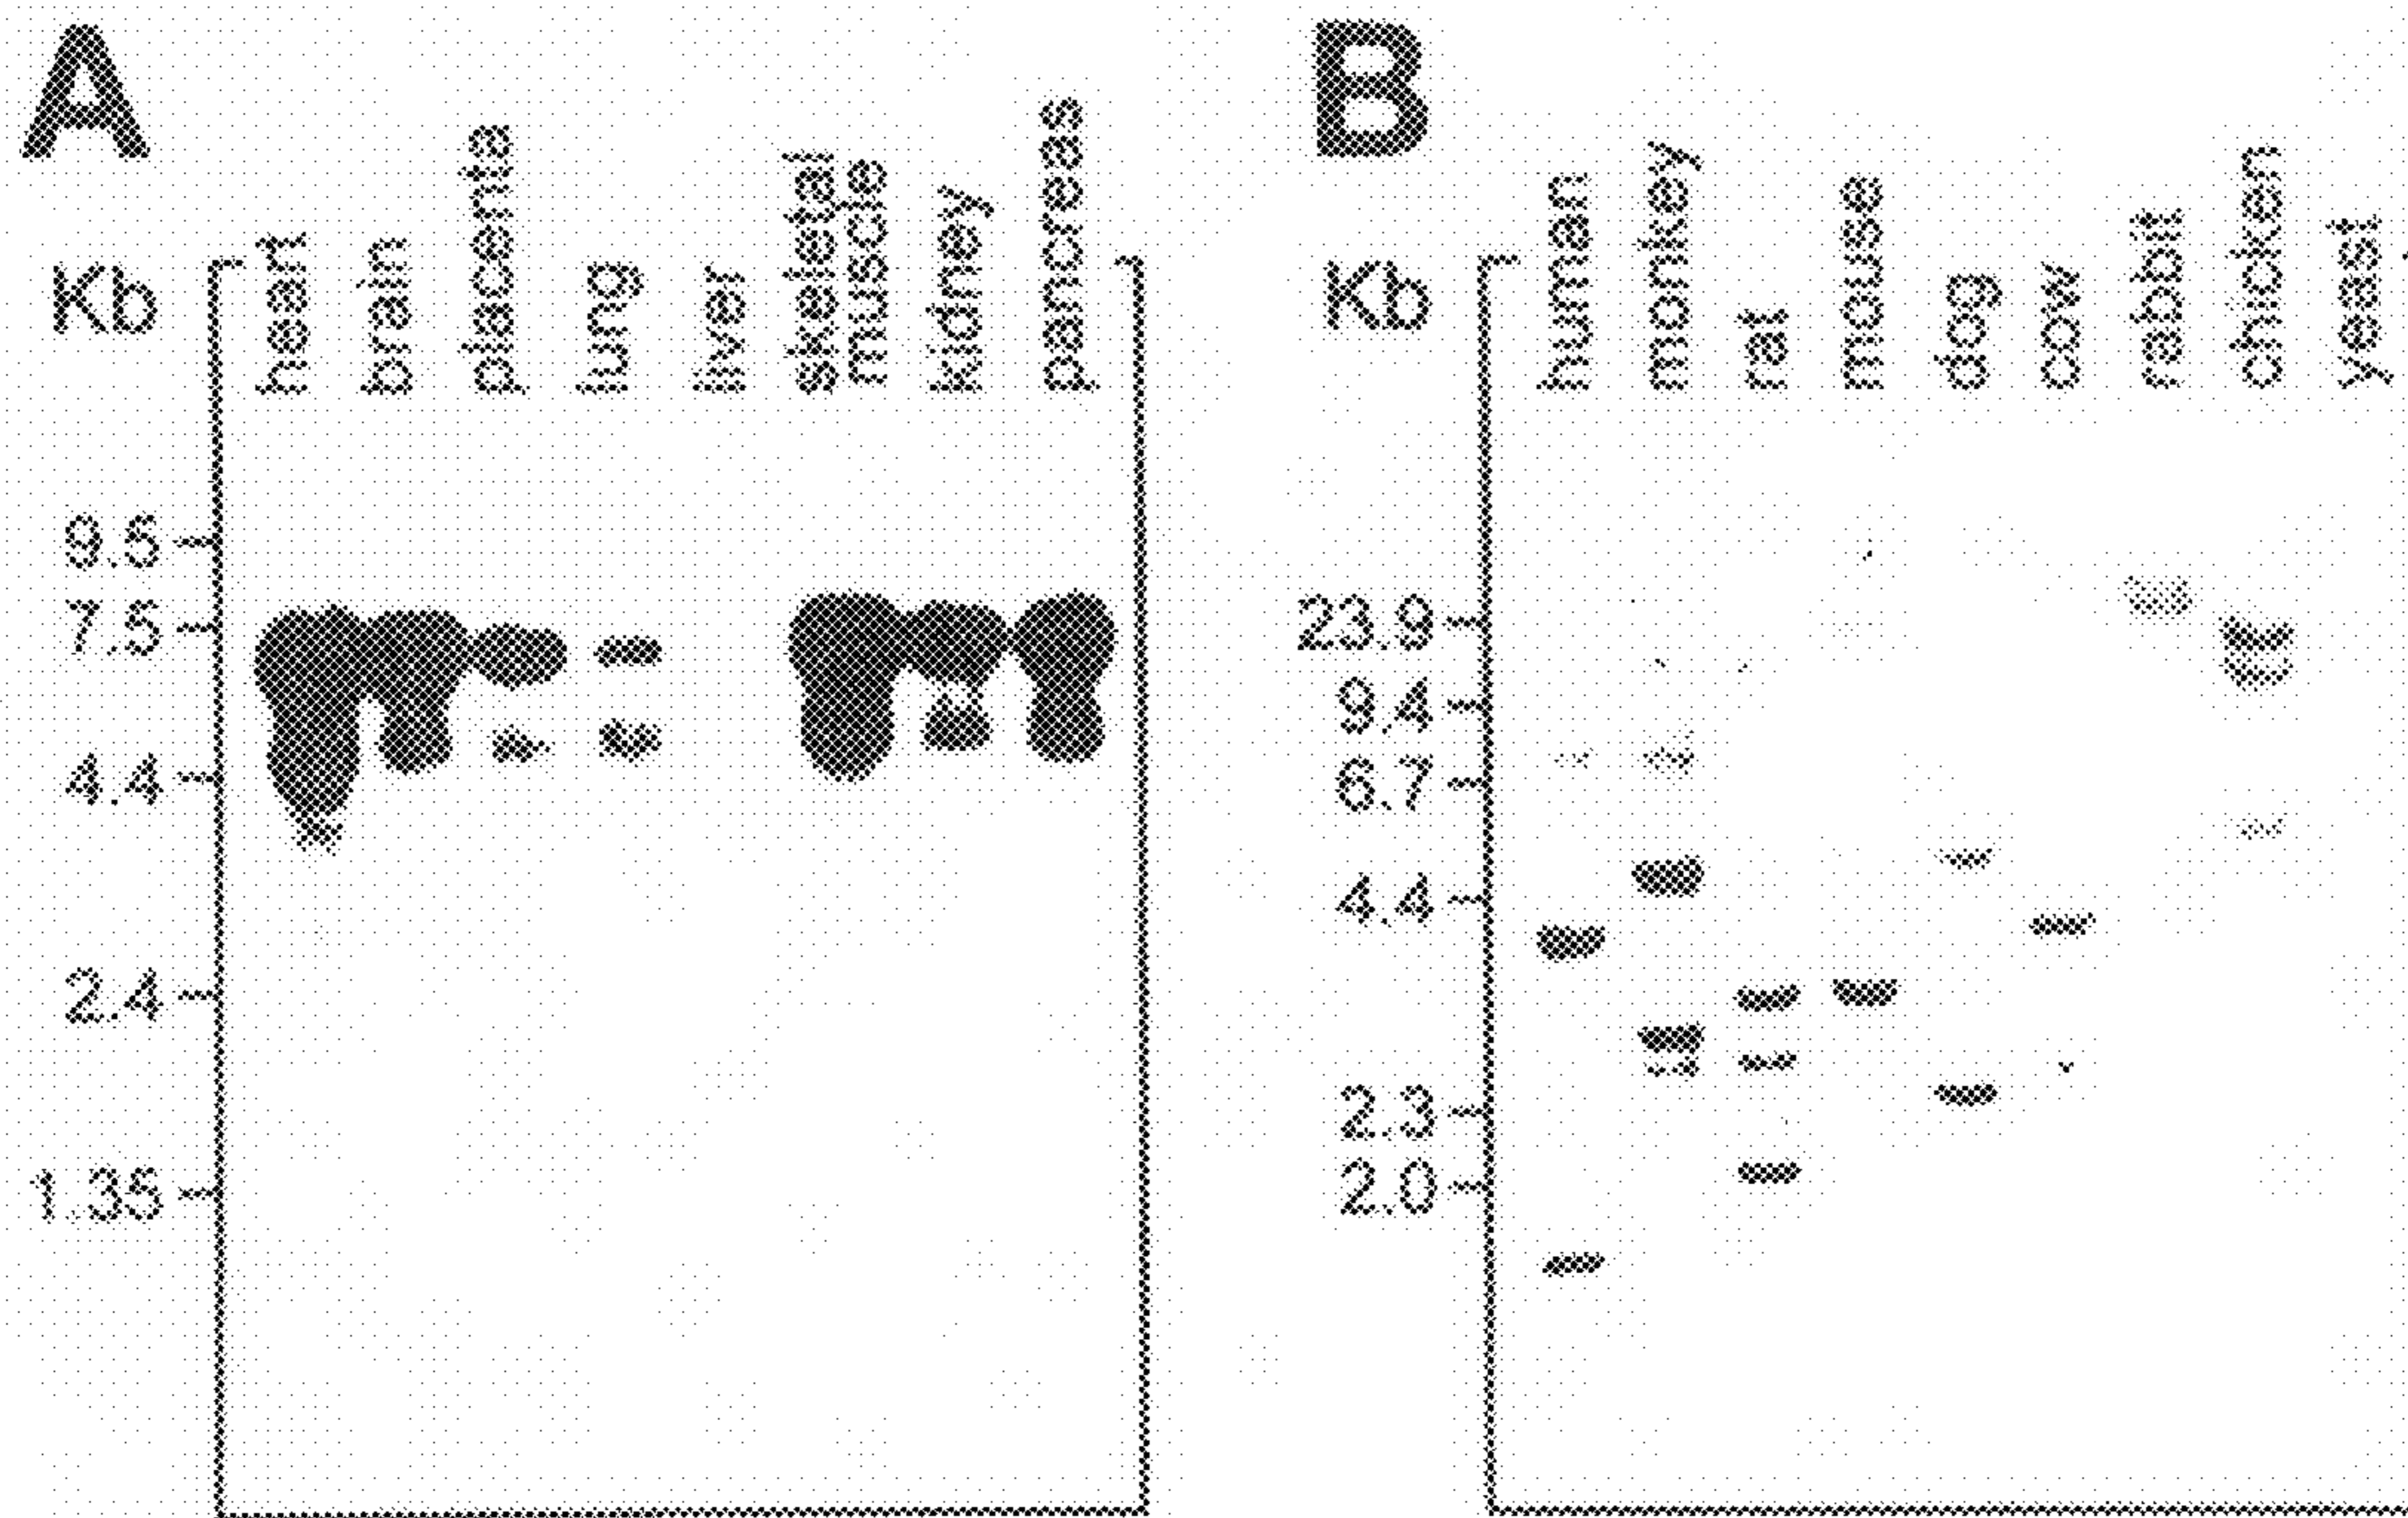 A
Kb
heart
brain
placenta
lung
liver
skeletal
muscle
kidney
pancreas
9.5
7.5
4.4
2.4
1.35
B
Kb
human
monkey
rat
mouse
dog
cow
rabbit
chicken
yeast
23.9
9.4
6.7
4.4
2.3
2.0